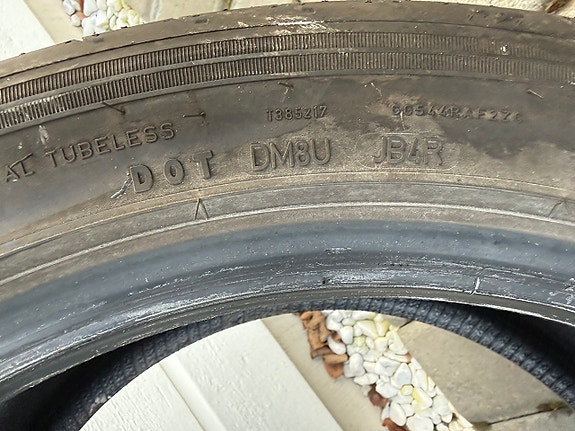 AL TUBELESS
T385217
DOT DM8U JB4R